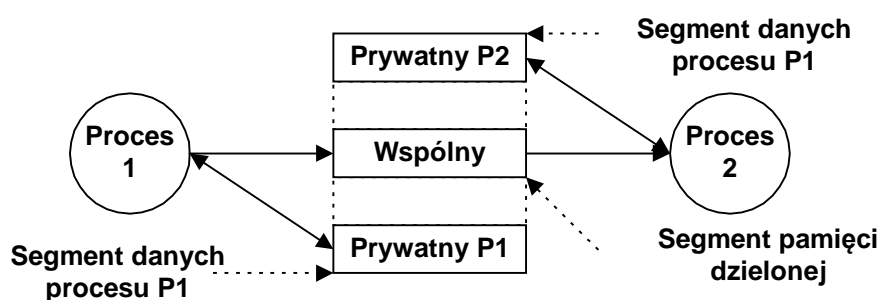 Prywatny P2
Segment danych
procesu P1
Proces
1
Wspólny
Proces
2
Prywatny P1
Segment danych
procesu P1
Segment pamięci
dzielonej